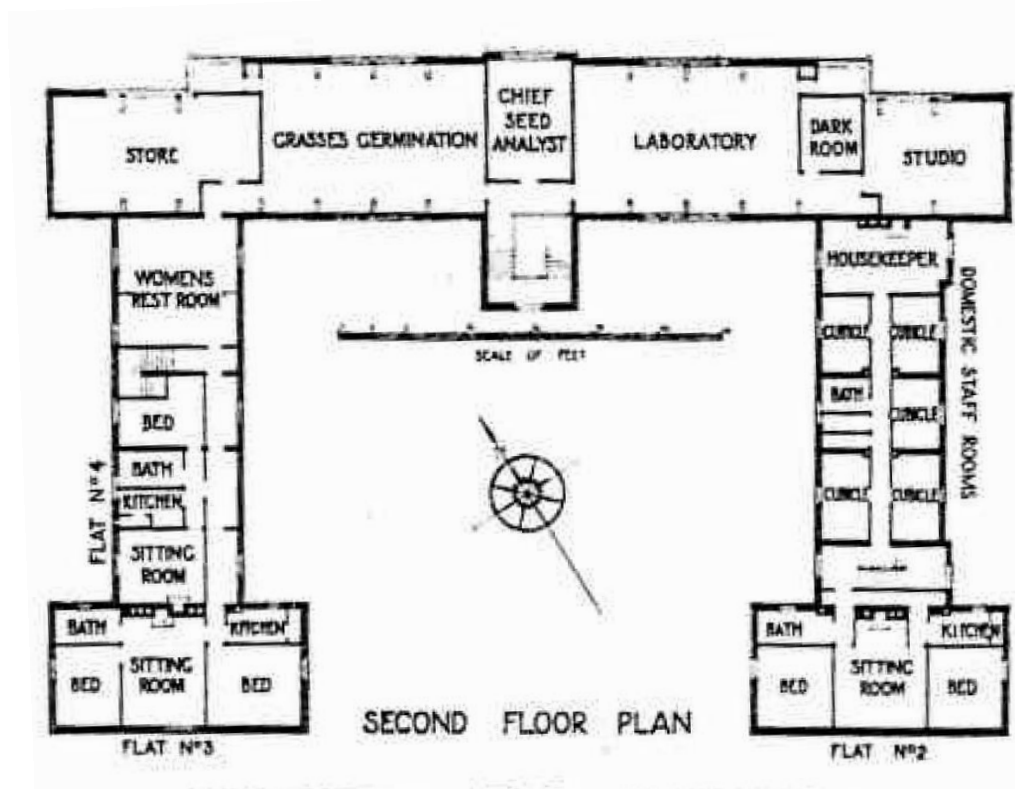 CHIEF
SEED
ANALYST
GRASSES GERMINATION
LABORATORY
DARK
ROOM
STORE
STUDIO
WOMENS
REST ROOM
HOUSEKEEPER
DOMESTIC STAFF ROOMS
CUBICLE
CUBICLE
SCALE OF FEET
BED
BATH
CUBICLE
BATH
KITCHEN
CUBICLE
CUBICLE
FLAT Nº4
SITTING
ROOM
BATH
KITCHEN
BATH
KITCHEN
BED
SITTING
ROOM
BED
BED
SITTING
ROOM
BED
SECOND FLOOR PLAN
FLAT Nº3
FLAT Nº2